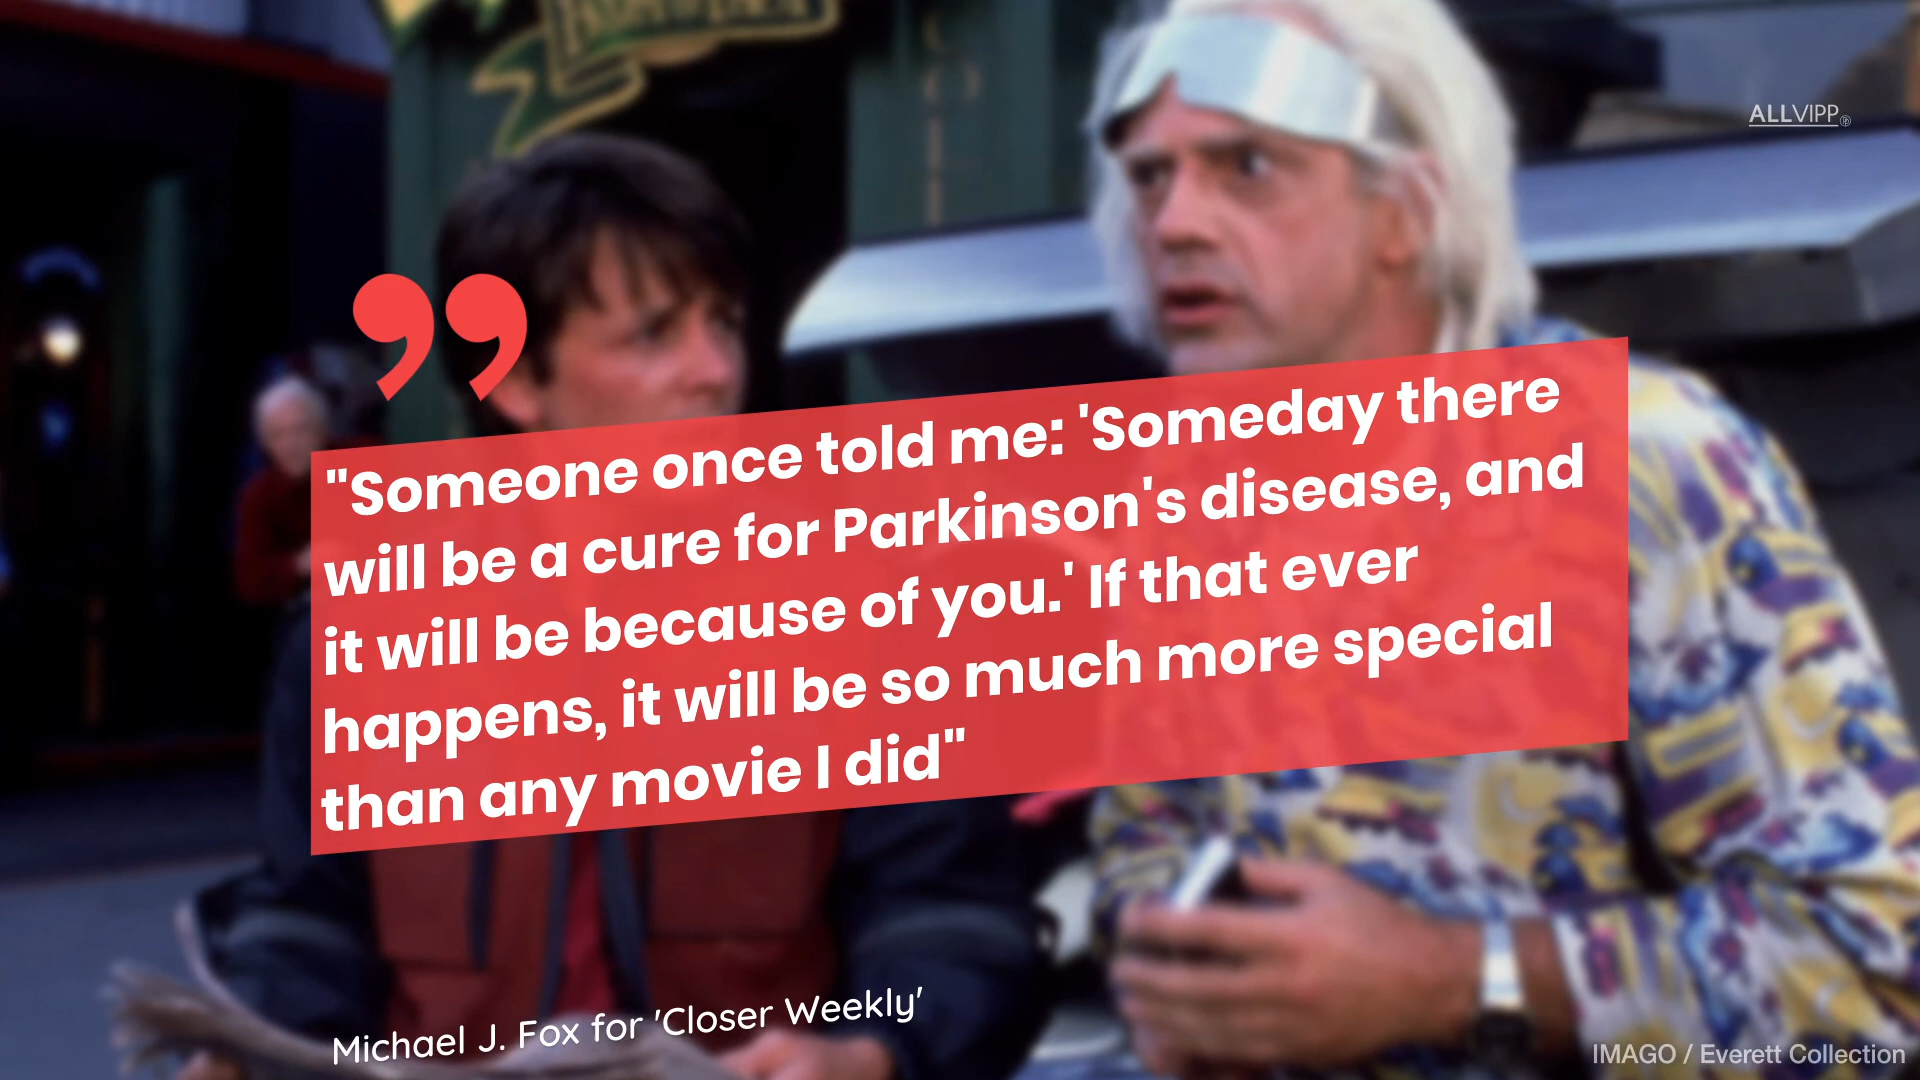 ALLVIPP
"Someone once told me: 'Someday there
will be a cure for Parkinson's disease, and
it will be because of you.' If that ever
happens, it will be so much more special
than any movie I did"
Michael J. Fox for 'Closer Weekly'
IMAGO / Everett Collection